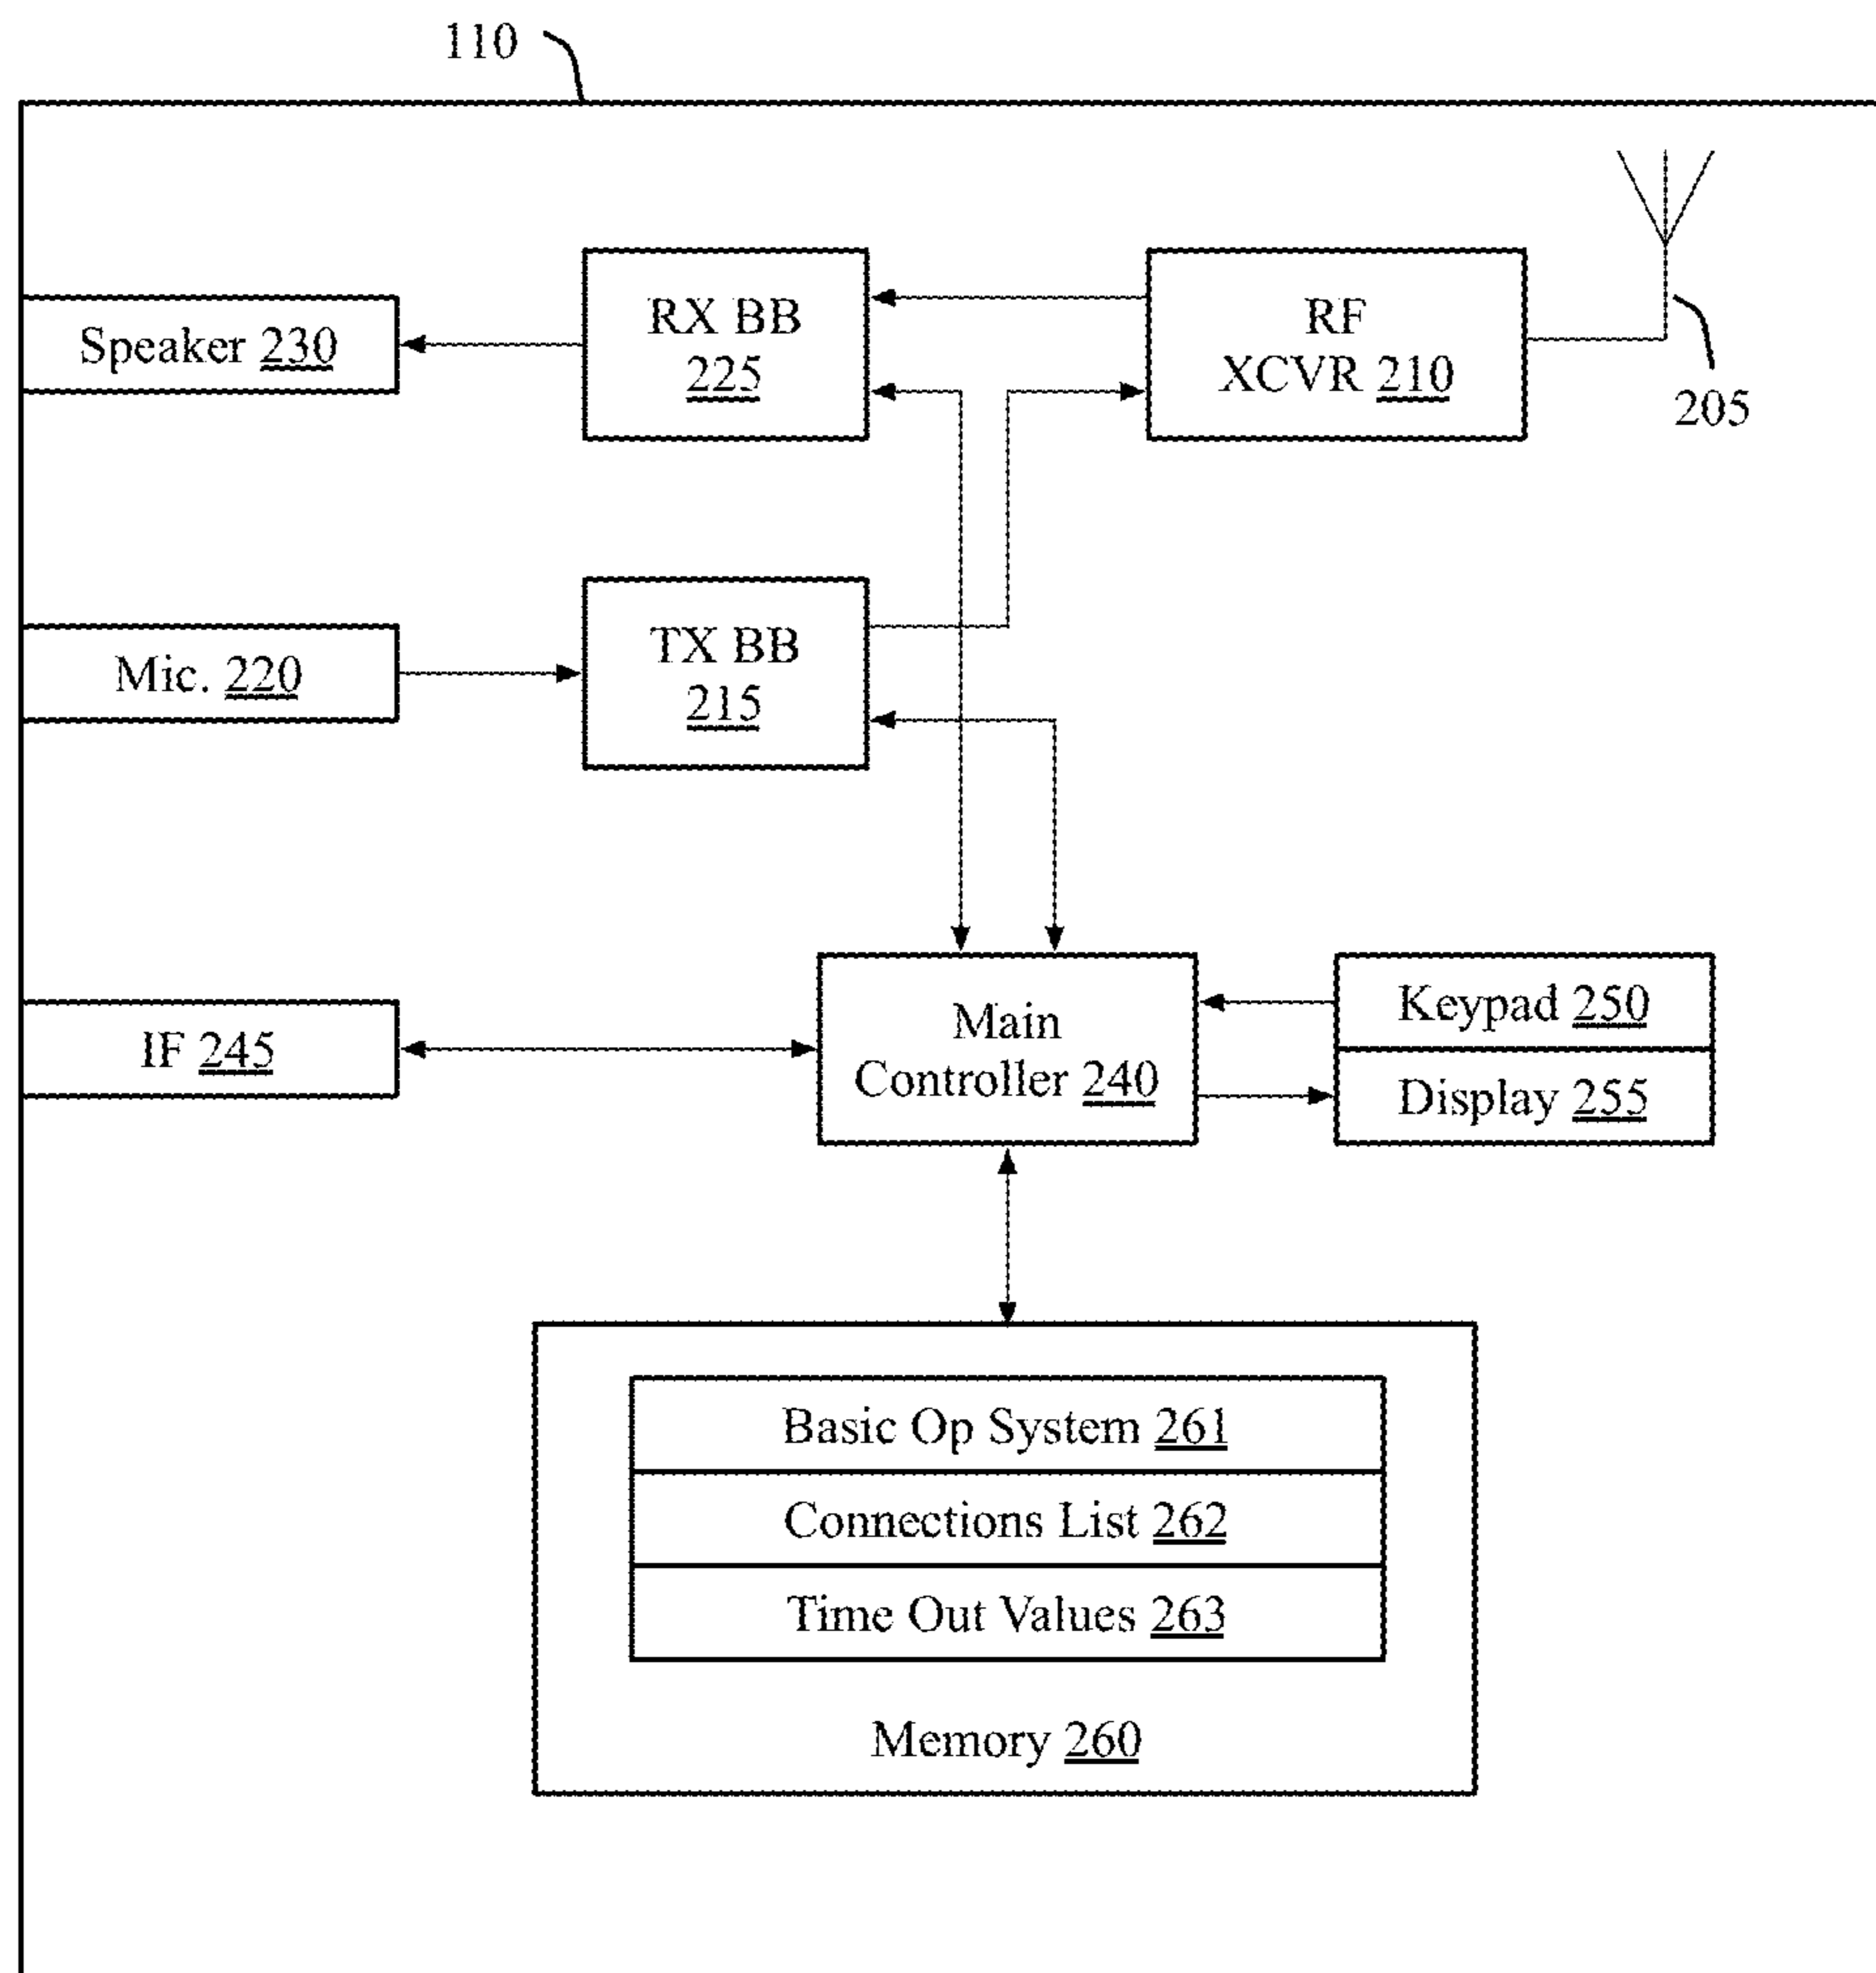 110
RX BB
225
RF
XCVR 210
Speaker 230
205
TX BB
215
Mic. 220
Main
Controller 240
IF 245
Keypad 250
Display 255
Basic Op System 261
Connections List 262
Time Out Values 263
Memory 260